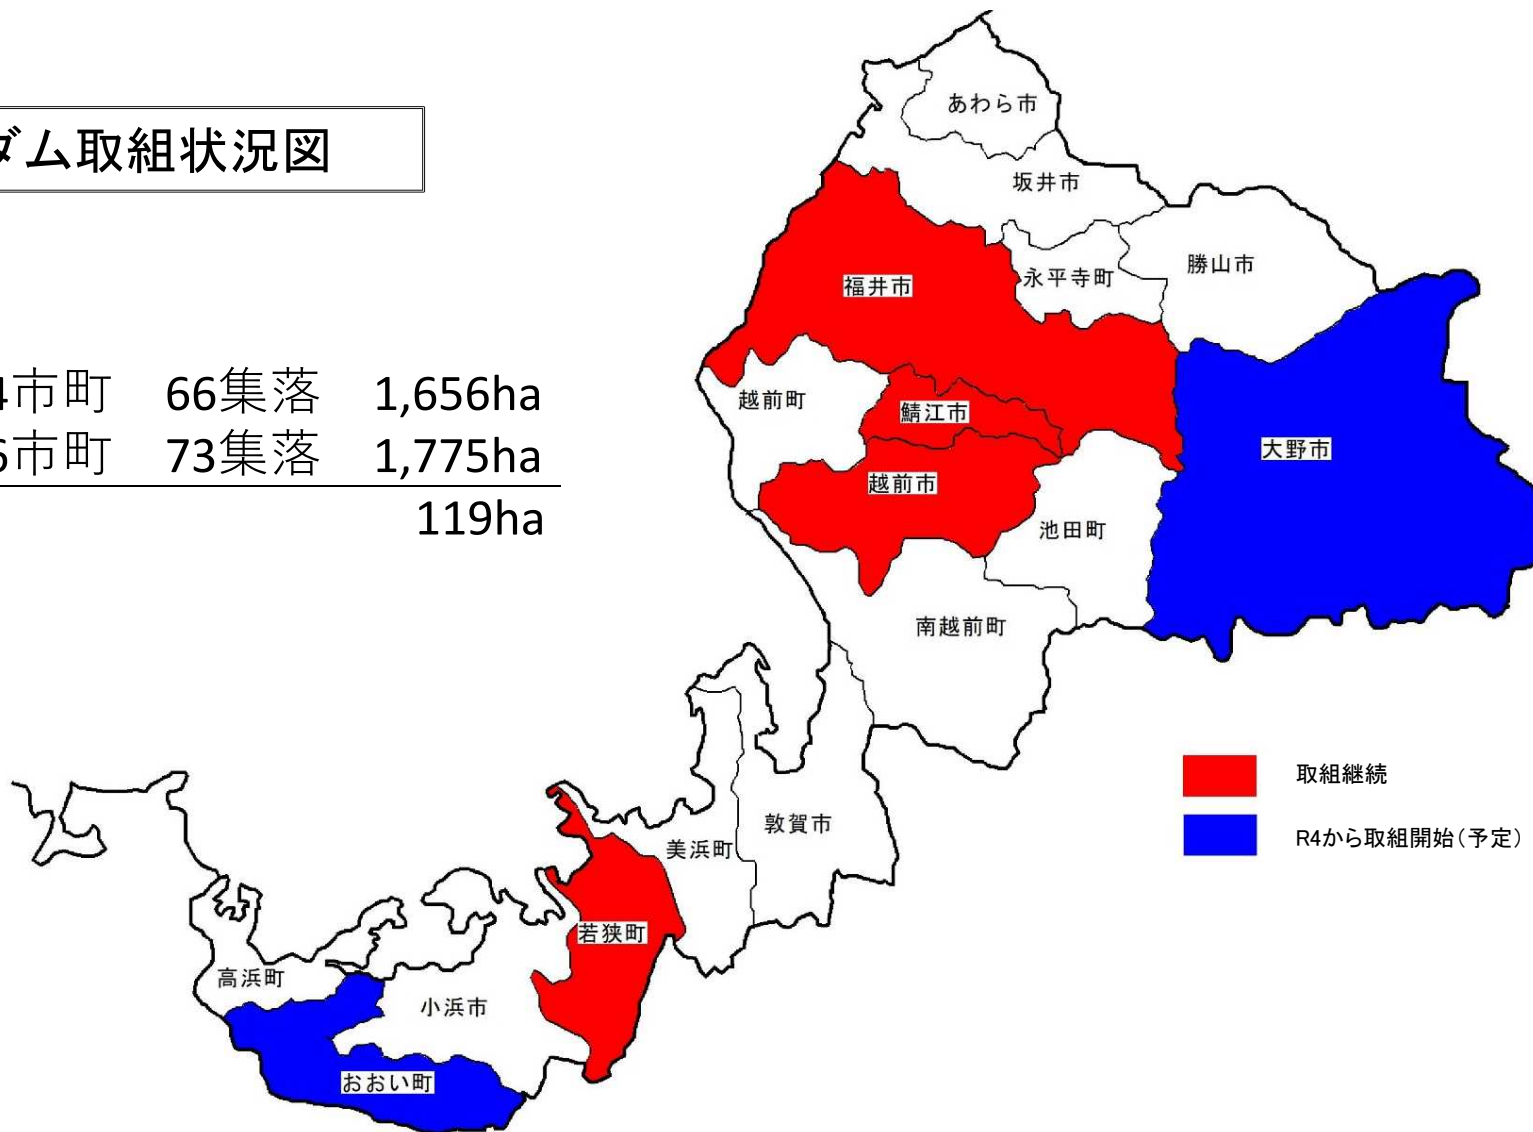 ダム取組状況図
4市町 66集落 1,656ha
6市町 73集落 1,775ha
119ha
あわら市
坂井市
勝山市
永平寺町
福井市
越前町
鯖江市
大野市
越前市
池田町
南越前町
敦賀市
美浜町
若狭町
高浜町
小浜市
おおい町
取組継続
R4から取組開始(予定)